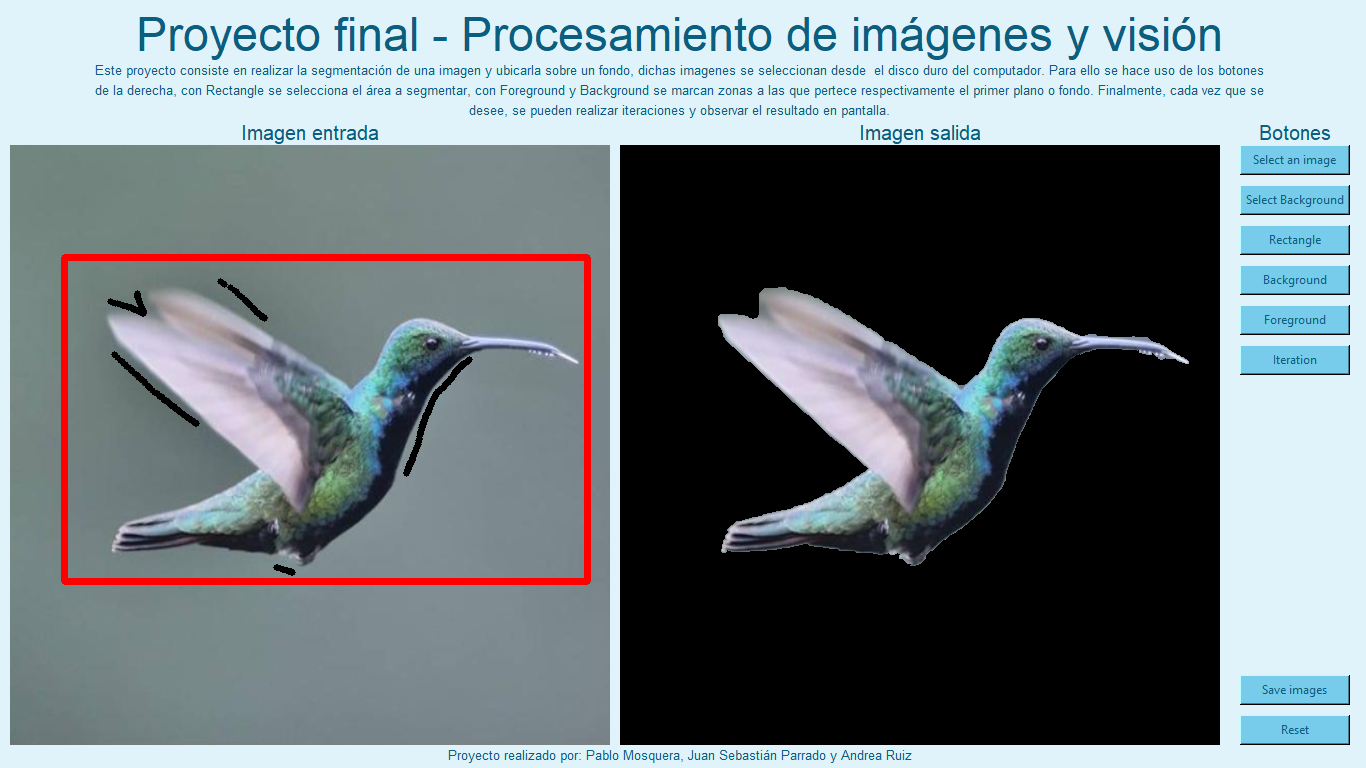 Proyecto final - Procesamiento de imágenes y visión
Este proyecto consiste en realizar la segmentación de una imagen y ubicarla sobre un fondo, dichas imagenes se seleccionan desde  el disco duro del computador. Para ello se hace uso de los botones
de la derecha, con Rectangle se selecciona el área a segmentar, con Foreground y Background se marcan zonas a las que pertece respectivamente el primer plano o fondo. Finalmente, cada vez que se
desee, se pueden realizar iteraciones y observar el resultado en pantalla.
Imagen entrada
Imagen salida
Botones
Select an image
Select Background
Rectangle
Background
Foreground
Iteration
Save images
Reset
Proyecto realizado por: Pablo Mosquera, Juan Sebastián Parrado y Andrea Ruiz